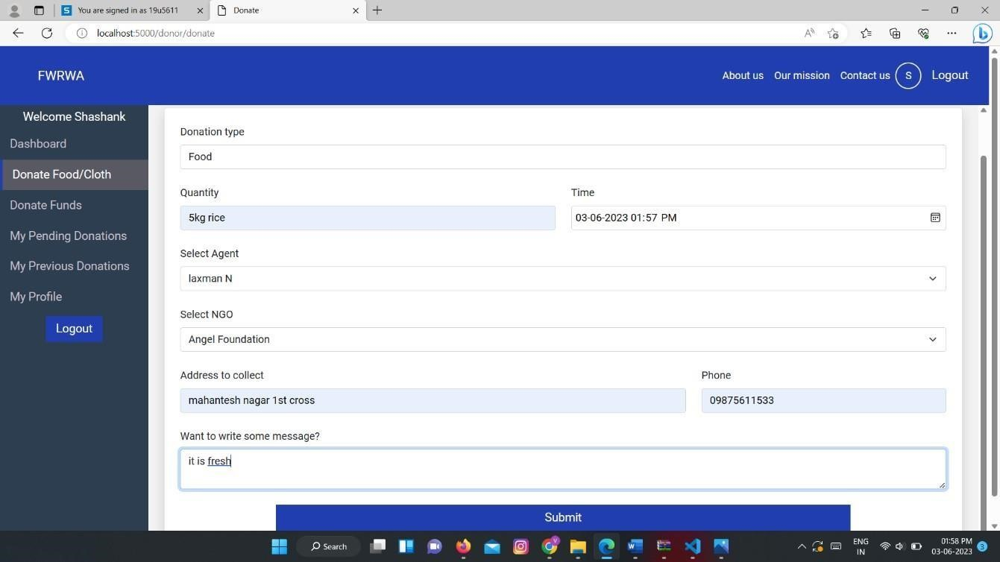 You are signed in as 19u5611
Donate
localhost:5000/donor/donate
FWRWA
About us
Our mission
Contact us
S
Logout
Welcome Shashank
Dashboard
Donate Food/Cloth
Donate Funds
My Pending Donations
My Previous Donations
My Profile
Logout
Donation type
Food
Quantity
Time
5kg rice
03-06-2023 01:57 PM
Select Agent
laxman N
Select NGO
Angel Foundation
Address to collect
Phone
mahantesh nagar 1st cross
09875611533
Want to write some message?
it is fresh
Submit
Search
ENG
IN
01:58 PM
03-06-2023
3